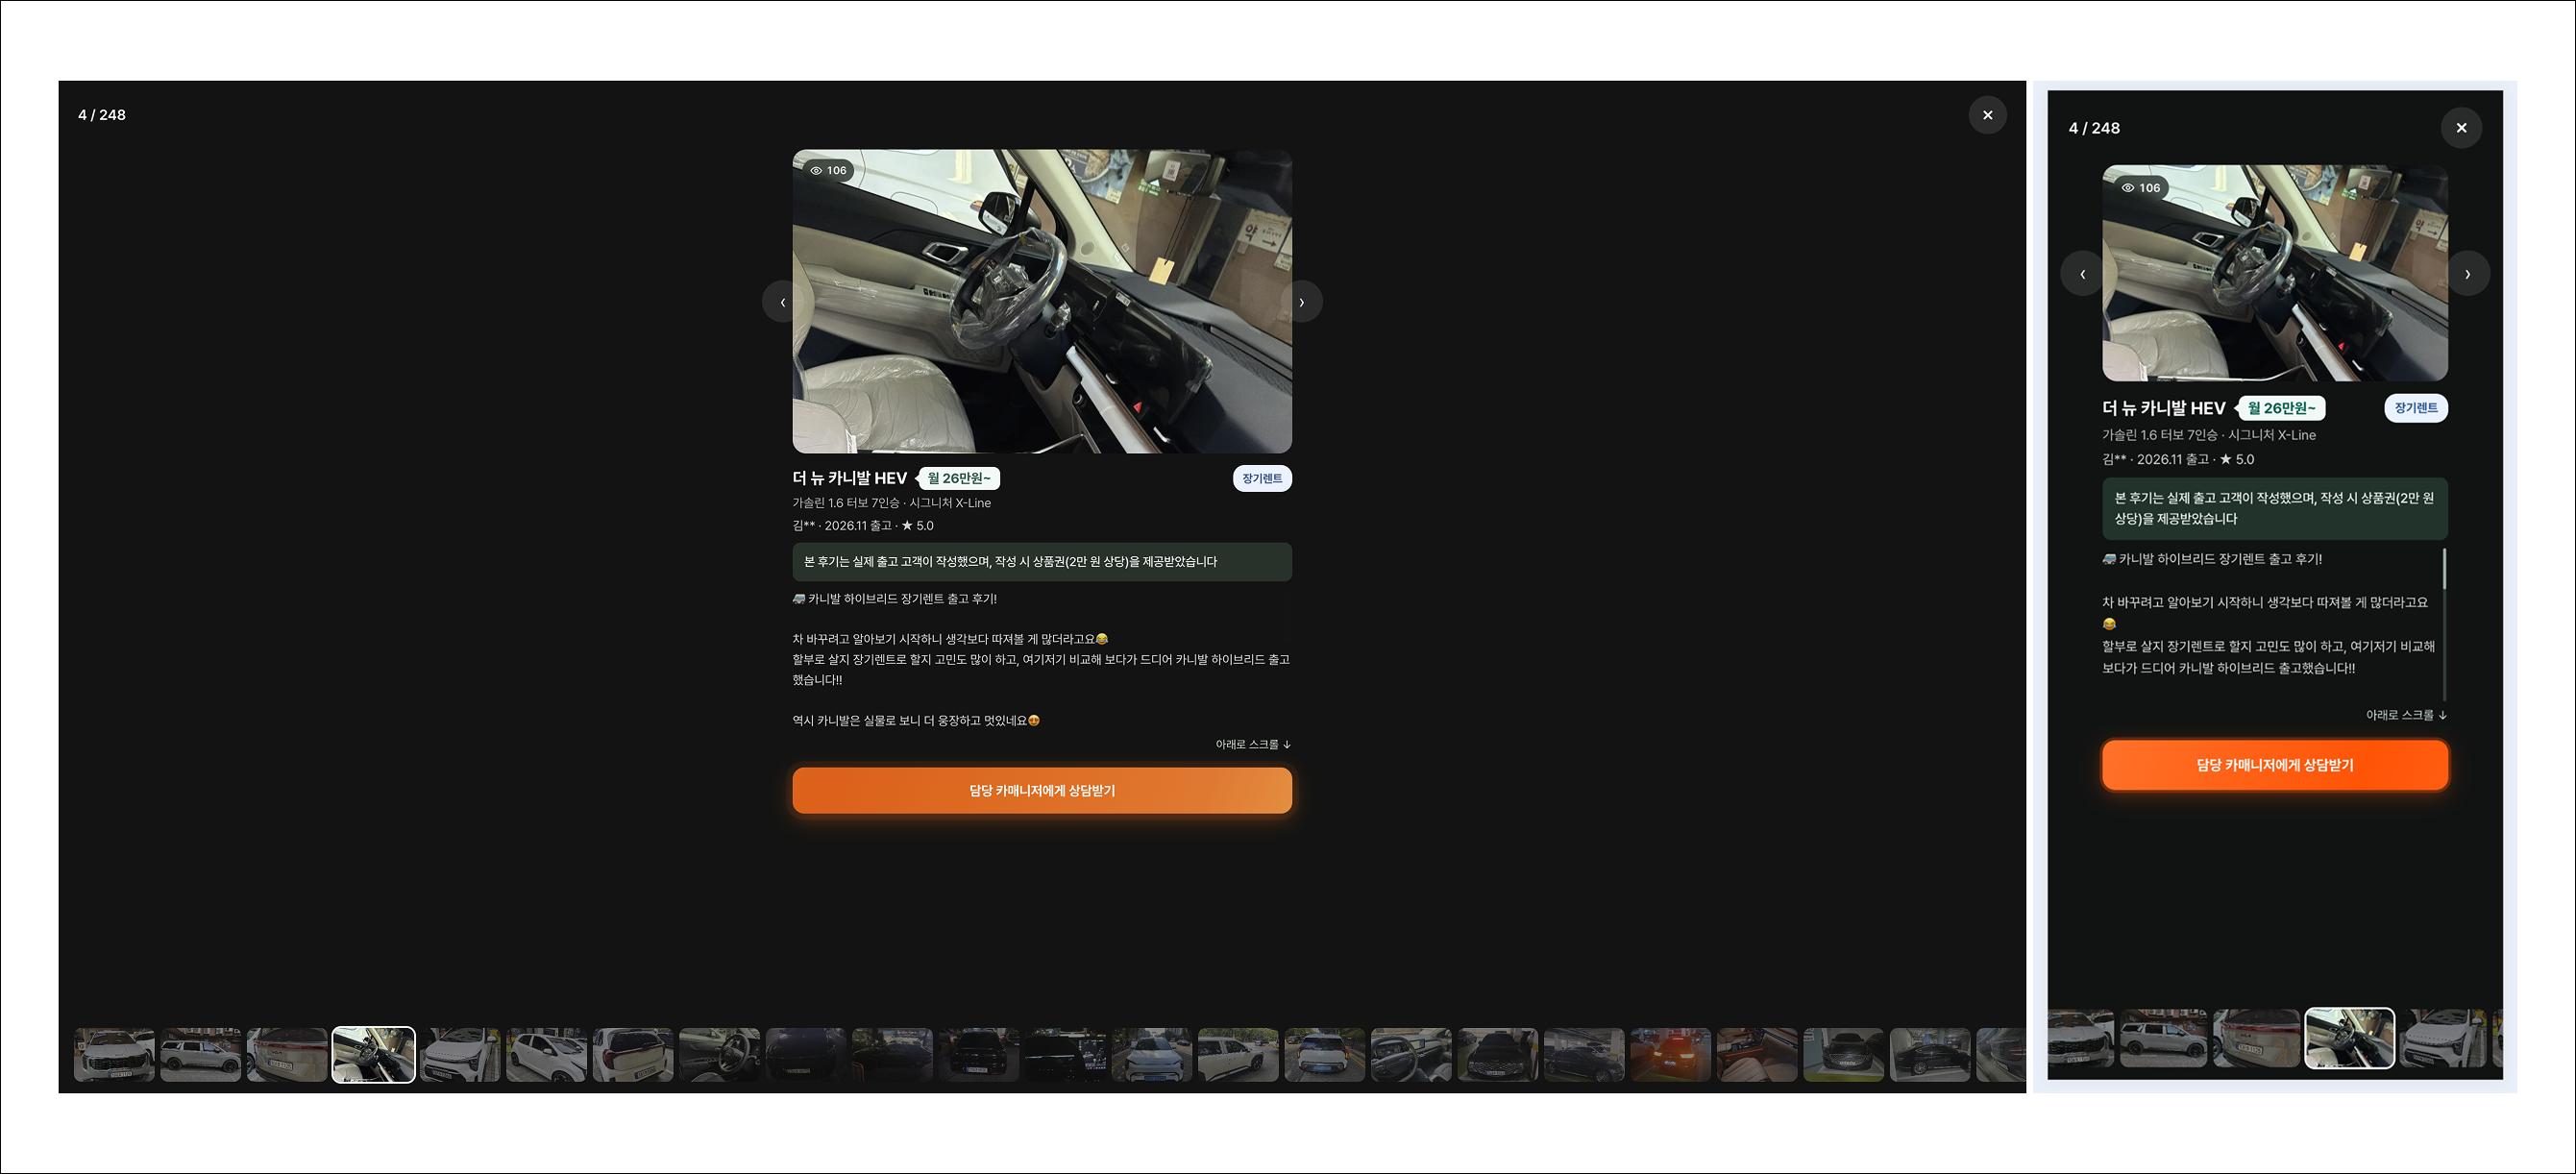 4 / 248
106
더 뉴 카니발 HEV 월 26만원~ 장기렌트
가솔린 1.6 터보 7인승 · 시그니처 X-Line
김** · 2026.11 출고 · ★ 5.0
본 후기는 실제 출고 고객이 작성했으며, 작성 시 상품권(2만 원 상당)을 제공받았습니다
🚙 카니발 하이브리드 장기렌트 출고 후기!
차 바꾸려고 알아보기 시작하니 생각보다 따져볼 게 많더라고요😂
할부로 살지 장기렌트로 할지 고민도 많이 하고, 여기저기 비교해 보다가 드디어 카니발 하이브리드 출고
했습니다!!
역시 카니발은 실물로 보니 더 웅장하고 멋있네요😍
아래로 스크롤 ↓
담당 카매니저에게 상담받기
4 / 248
106
약
더 뉴 카니발 HEV 월 26만원~ 장기렌트
가솔린 1.6 터보 7인승 · 시그니처 X-Line
김** · 2026.11 출고 · ★ 5.0
본 후기는 실제 출고 고객이 작성했으며, 작성 시 상품권(2만 원
상당)을 제공받았습니다
🚙 카니발 하이브리드 장기렌트 출고 후기!
차 바꾸려고 알아보기 시작하니 생각보다 따져볼 게 많더라고요
😂
할부로 살지 장기렌트로 할지 고민도 많이 하고, 여기저기 비교해
보다가 드디어 카니발 하이브리드 출고했습니다!!
아래로 스크롤 ↓
담당 카매니저에게 상담받기